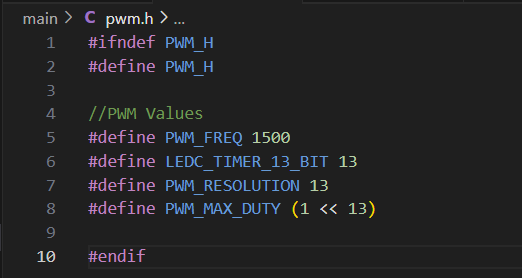 main > C pwm.h > ...
1 #ifndef PWM_H
2 #define PWM_H
3
4 //PWM Values
5 #define PWM_FREQ 1500
6 #define LEDC_TIMER_13_BIT 13
7 #define PWM_RESOLUTION 13
8 #define PWM_MAX_DUTY (1 << 13)
9
10 #endif